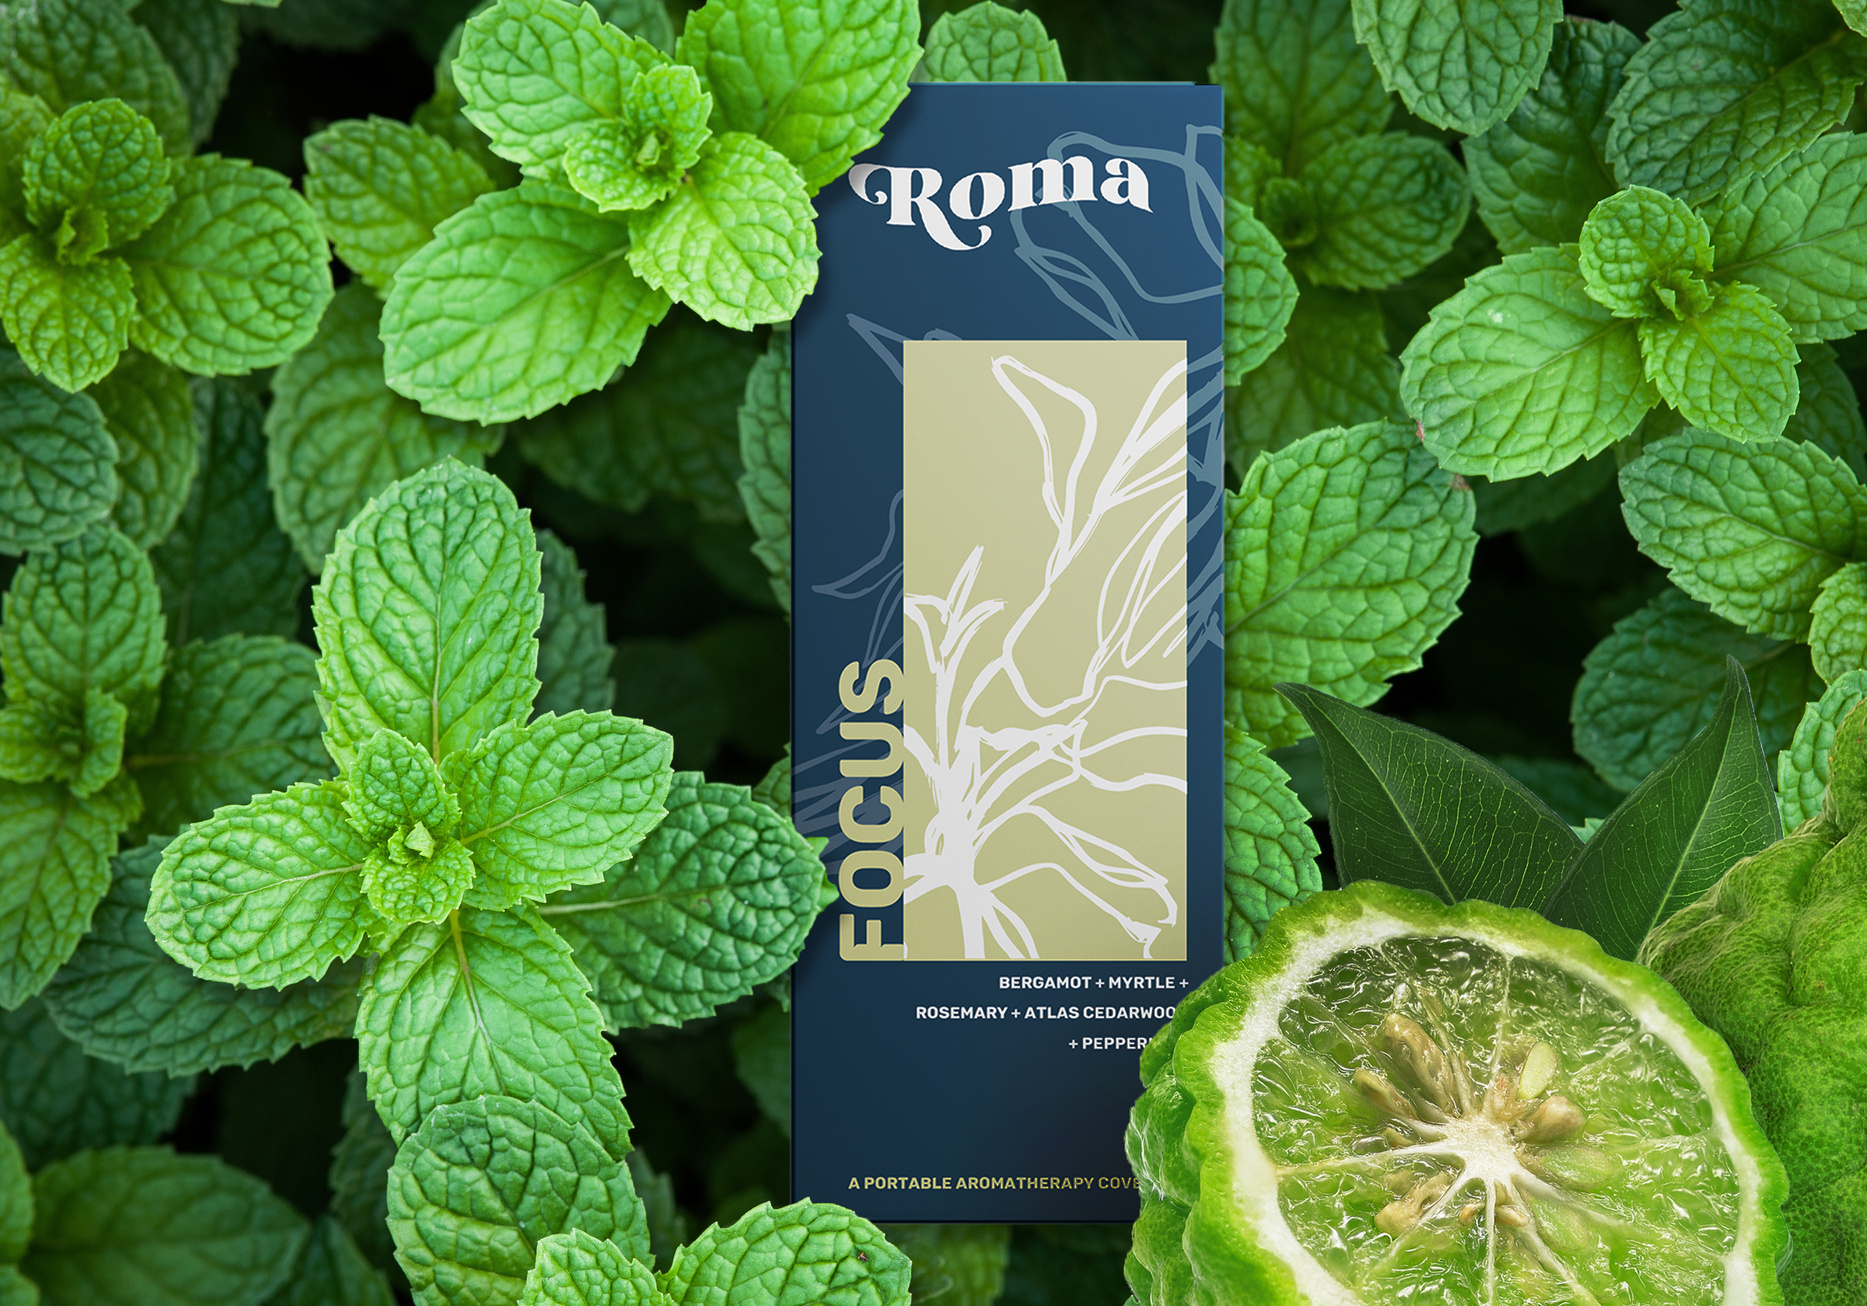 Roma
FOCUS
BERGAMOT + MYRTLE +
ROSEMARY + ATLAS
+
A PORTABLE AROMATHERAPY